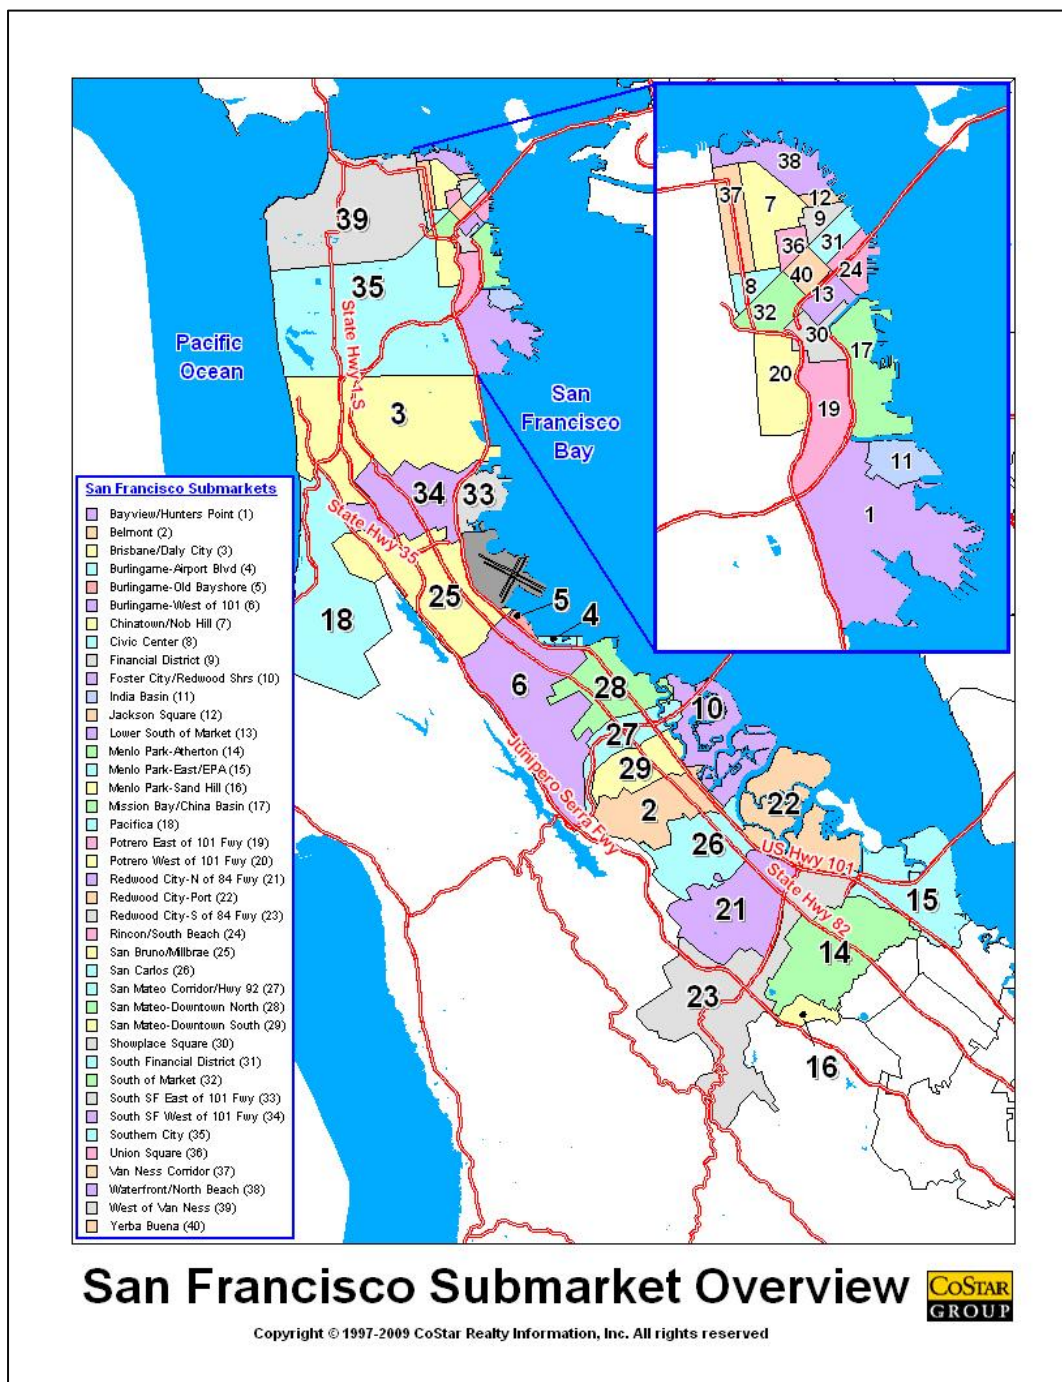 39
35
Pacific
Ocean
State Hwy 1 S
San
Francisco
Bay
3
34
33
State Hwy 35
25
5
4
18
6
28
10
27
Junipero Serra Fwy
29
2
22
26
US Hwy 101
State Hwy 82
15
21
14
23
16
38
37
12
7
9
36
31
40
24
8
13
32
30
17
20
19
11
1
San Francisco Submarkets
Bayview/Hunters Point (1)
Belmont (2)
Brisbane/Daly City (3)
Burlingame-Airport Blvd (4)
Burlingame-Old Bayshore (5)
Burlingame-West of 101 (6)
Chinatown/Nob Hill (7)
Civic Center (8)
Financial District (9)
Foster City/Redwood Shrs (10)
India Basin (11)
Jackson Square (12)
Lower South of Market (13)
Menlo Park-Atherton (14)
Menlo Park-East/EPA (15)
Menlo Park-Sand Hill (16)
Mission Bay/China Basin (17)
Pacifica (18)
Potrero East of 101 Fwy (19)
Potrero West of 101 Fwy (20)
Redwood City-N of 84 Fwy (21)
Redwood City-Port (22)
Redwood City-S of 84 Fwy (23)
Rincon/South Beach (24)
San Bruno/Millbrae (25)
San Carlos (26)
San Mateo Corridor/Hwy 92 (27)
San Mateo-Downtown North (28)
San Mateo-Downtown South (29)
Showplace Square (30)
South Financial District (31)
South of Market (32)
South SF East of 101 Fwy (33)
South SF West of 101 Fwy (34)
Southern City (35)
Union Square (36)
Van Ness Corridor (37)
Waterfront/North Beach (38)
West of Van Ness (39)
Yerba Buena (40)
San Francisco Submarket Overview
COSTAR
GROUP
Copyright © 1997-2009 CoStar Realty Information, Inc. All rights reserved